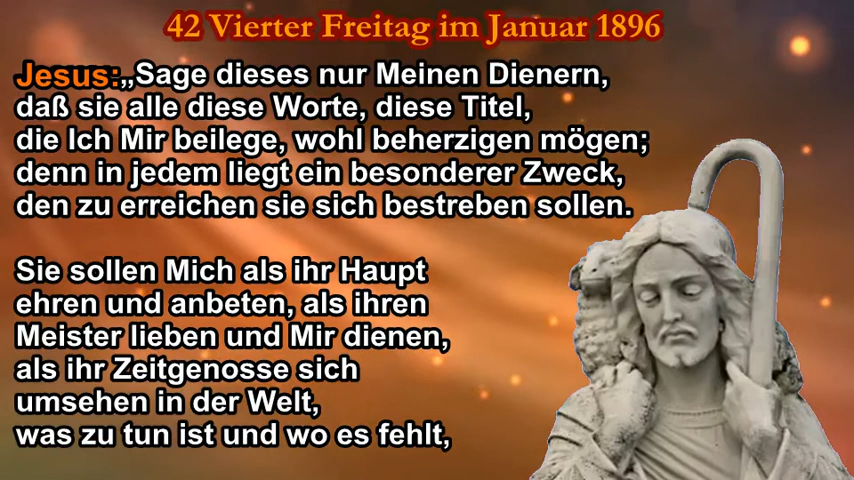 42 Vierter Freitag im Januar 1896
Jesus:„Sage dieses nur Meinen Dienern,
daß sie alle diese Worte, diese Titel,
die Ich Mir beilege, wohl beherzigen mögen;
denn in jedem liegt ein besonderer Zweck,
den zu erreichen sie sich bestreben sollen.
Sie sollen Mich als ihr Haupt
ehren und anbeten, als ihren
Meister lieben und Mir dienen,
als ihr Zeitgenosse sich
umsehen in der Welt,
was zu tun ist und wo es fehlt,